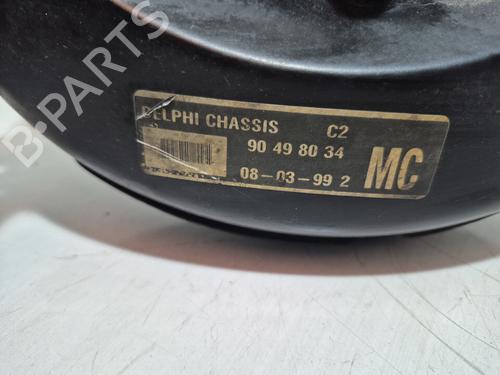 B-PARTS
DELPHI CHASSIS C2
90 49 80 34
08-03-99 2 MC